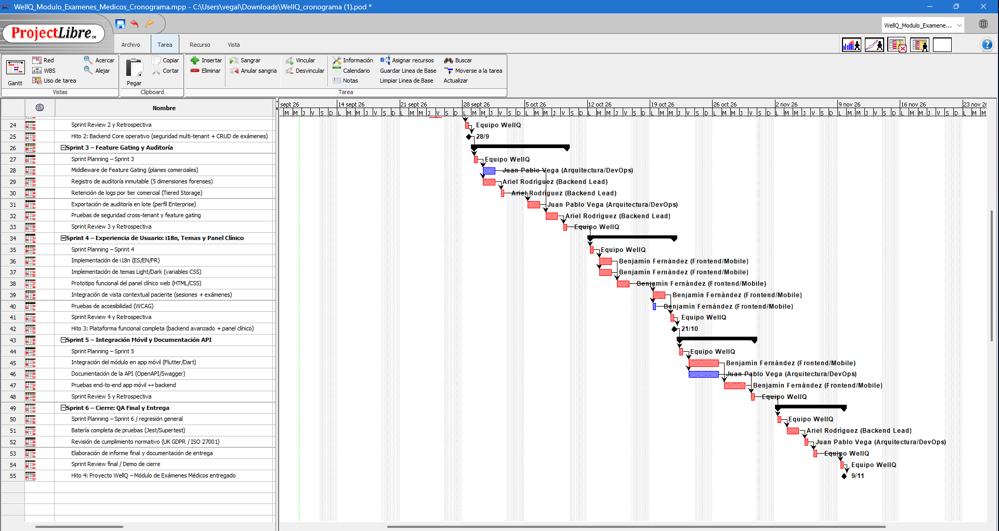 WellQ_Modulo_Examenes_Medicos_Cronograma.mpp - C:\Users\vegal\Downloads\WellQ_cronograma (1).pod *
ProjectLibre™
WellQ_Modulo_Examene...
Archivo Tarea Recurso Vista
Gantt
Red
WBS
Uso de tarea
Acercar
Alejar
Vistas
Pegar
Copiar
Cortar
Clipboard
Insertar
Eliminar
Sangrar
Anular sangria
Vincular
Desvincular
Información
Calendario
Notas
Asignar recursos
Guardar Linea de Base
Limpiar Linea de Base
Buscar
Moverse a la tarea
Actualizar
Tarea
Nombre
sept 26 14 sept 26 21 sept 26 28 sept 26 5 oct 26 12 oct 26 19 oct 26 26 oct 26 2 nov 26 9 nov 26 16 nov 26 23 nov 26
M M J V S D L M M J V S D L M M J V S D L M M J V S D L M M J V S D L M M J V S D L M M J V S D L M M J V S D L M M J V S D L M M J V S D L M M J V S D L M M
24 Sprint Review 2 y Retrospectiva Equipo WellQ
25 Hito 2: Backend Core operativo (seguridad multi-tenant + CRUD de exámenes) 28/9
26 Sprint 3 – Feature Gating y Auditoría
27 Sprint Planning – Sprint 3 Equipo WellQ
28 Middleware de Feature Gating (planes comerciales) Juan Pablo Vega (Arquitectura/DevOps)
29 Registro de auditoría inmutable (5 dimensiones forenses) Ariel Rodríguez (Backend Lead)
30 Retención de logs por tier comercial (Tiered Storage) Ariel Rodríguez (Backend Lead)
31 Exportación de auditoría en lote (perfil Enterprise) Juan Pablo Vega (Arquitectura/DevOps)
32 Pruebas de seguridad cross-tenant y feature gating Ariel Rodríguez (Backend Lead)
33 Sprint Review 3 y Retrospectiva Equipo WellQ
34 Sprint 4 – Experiencia de Usuario: i18n, Temas y Panel Clínico
35 Sprint Planning – Sprint 4 Equipo WellQ
36 Implementación de i18n (ES/EN/FR) Benjamín Fernández (Frontend/Mobile)
37 Implementación de temas Light/Dark (variables CSS) Benjamín Fernández (Frontend/Mobile)
38 Prototipo funcional del panel clínico web (HTML/CSS) Benjamín Fernández (Frontend/Mobile)
39 Integración de vista contextual paciente (sesiones + exámenes) Benjamín Fernández (Frontend/Mobile)
40 Pruebas de accesibilidad (WCAG) Benjamín Fernández (Frontend/Mobile)
41 Sprint Review 4 y Retrospectiva Equipo WellQ
42 Hito 3: Plataforma funcional completa (backend avanzado + panel clínico) 21/10
43 Sprint 5 – Integración Móvil y Documentación API
44 Sprint Planning – Sprint 5 Equipo WellQ
45 Integración del módulo en app móvil (Flutter/Dart) Benjamín Fernández (Frontend/Mobile)
46 Documentación de la API (OpenAPI/Swagger) Juan Pablo Vega (Arquitectura/DevOps)
47 Pruebas end-to-end app móvil ↔ backend Benjamín Fernández (Frontend/Mobile)
48 Sprint Review 5 y Retrospectiva Equipo WellQ
49 Sprint 6 – Cierre: QA Final y Entrega
50 Sprint Planning – Sprint 6 / regresión general Equipo WellQ
51 Batería completa de pruebas (Jest/Supertest) Ariel Rodríguez (Backend Lead)
52 Revisión de cumplimiento normativo (UK GDPR / ISO 27001) Juan Pablo Vega (Arquitectura/DevOps)
53 Elaboración de informe final y documentación de entrega Equipo WellQ
54 Sprint Review final / Demo de cierre Equipo WellQ
55 Hito 4: Proyecto WellQ – Módulo de Exámenes Médicos entregado 9/11